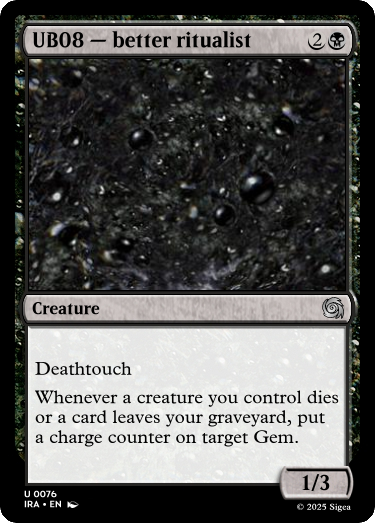 UB08 — better ritualist 2
Creature
Deathtouch
Whenever a creature you control dies
or a card leaves your graveyard, put
a charge counter on target Gem.
1/3
U 0076
IRA • EN
© 2025 Sigea